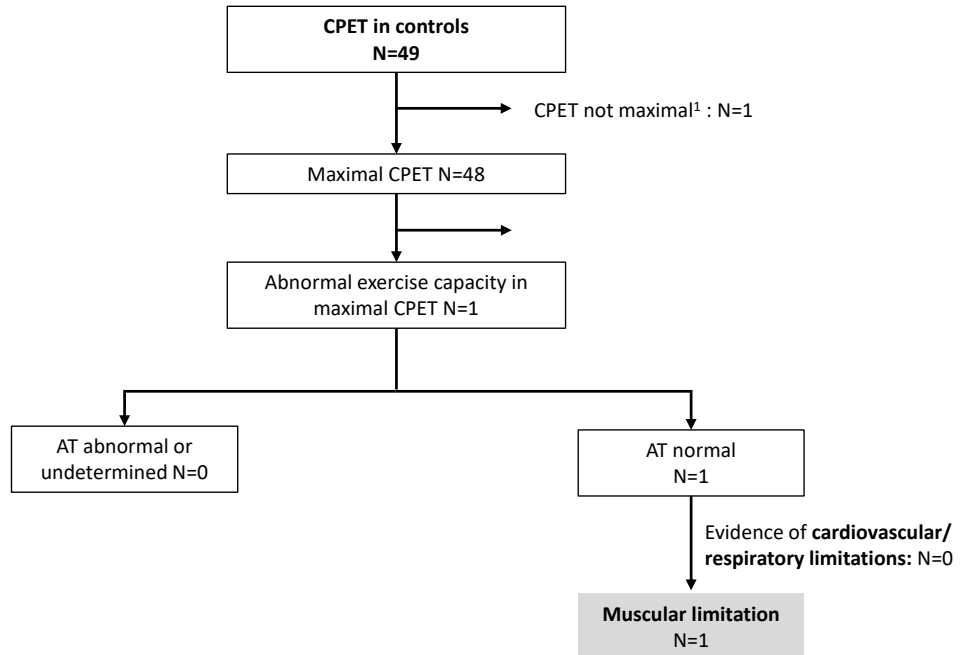 CPET in controls
N=49
CPET not maximal¹ : N=1
Maximal CPET N=48
Abnormal exercise capacity in
maximal CPET N=1
AT abnormal or
undetermined N=0
AT normal
N=1
Evidence of cardiovascular/
respiratory limitations: N=0
Muscular limitation
N=1